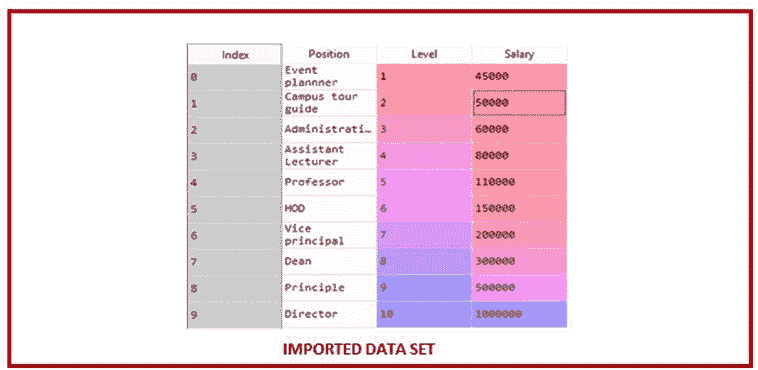 Index Position Level Salary
0 Event plannner 1 45000
1 Campus tour guide 2 50000
2 Administrati... 3 60000
3 Assistant Lecturer 4 80000
4 Professor 5 110000
5 HOD 6 150000
6 Vice principal 7 200000
7 Dean 8 300000
8 Principle 9 500000
9 Director 10 1000000
IMPORTED DATA SET